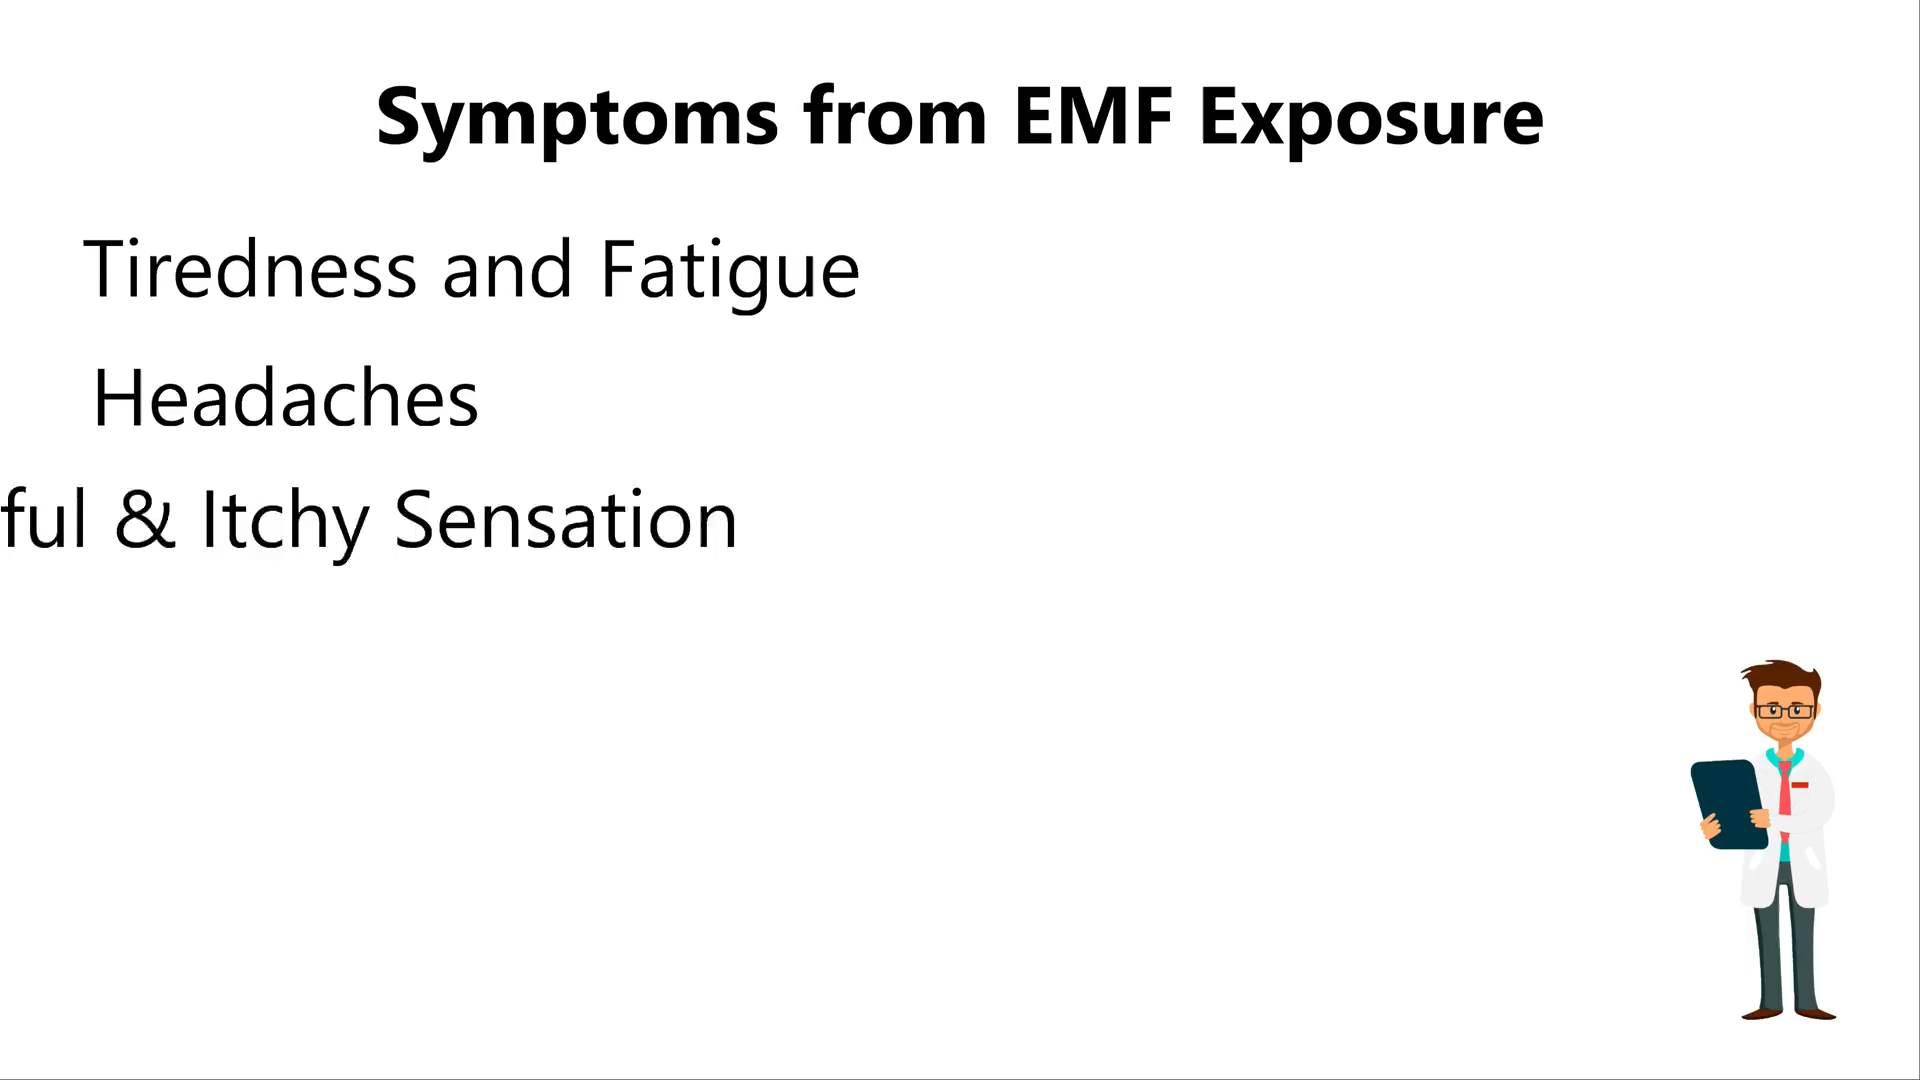 Symptoms from EMF Exposure
Tiredness and Fatigue
Headaches
ful & Itchy Sensation